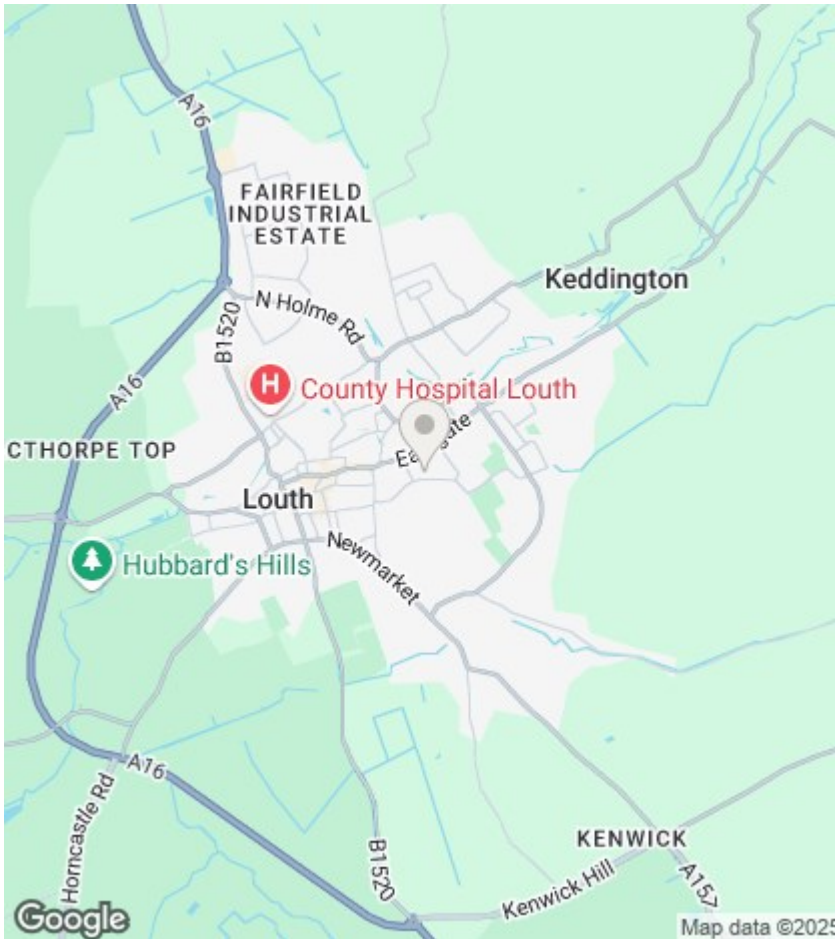 A16
FAIRFIELD
INDUSTRIAL
ESTATE
Keddington
N Holme Rd
B1520
A16
H
County Hospital Louth
CTHORPE TOP
Louth
Newmarket
Hubbard's Hills
A16
Horncastle Rd
B1520
KENWICK
Kenwick Hill
Google
Map data ©2025